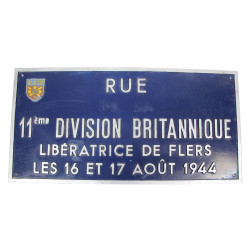 RUE
11ème DIVISION BRITANNIQUE
LIBÉRATRICE DE FLERS
LES 16 ET 17 AOÛT 1944